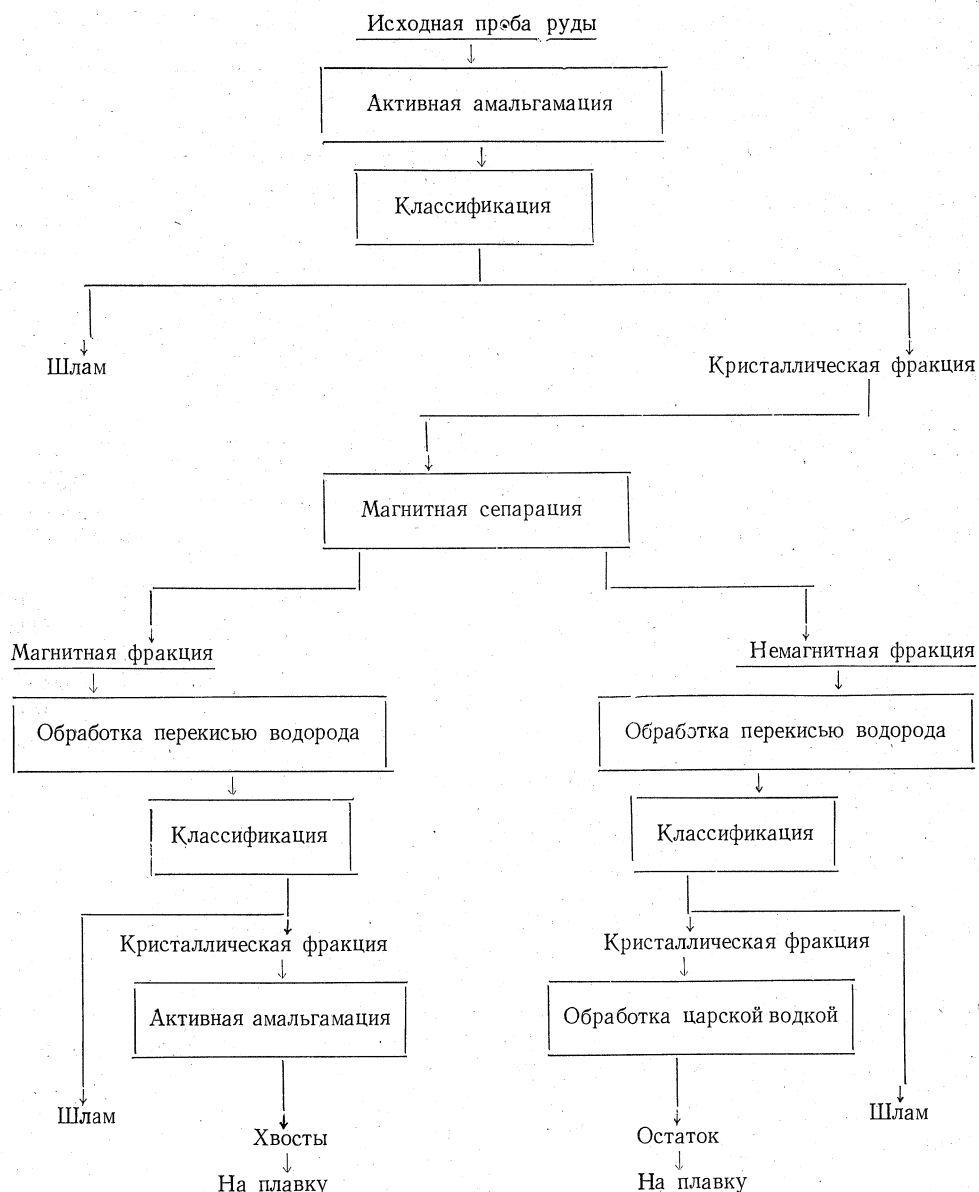 Исходная проба руды
Активная амальгамация
Классификация
Шлам
Кристаллическая фракция
Магнитная сепарация
Магнитная фракция
Немагнитная фракция
Обработка перекисью водорода
Обработка перекисью водорода
Классификация
Классификация
Кристаллическая фракция
Кристаллическая фракция
Активная амальгамация
Обработка царской водкой
Шлам
Шлам
Хвосты
Остаток
На плавку
На плавку